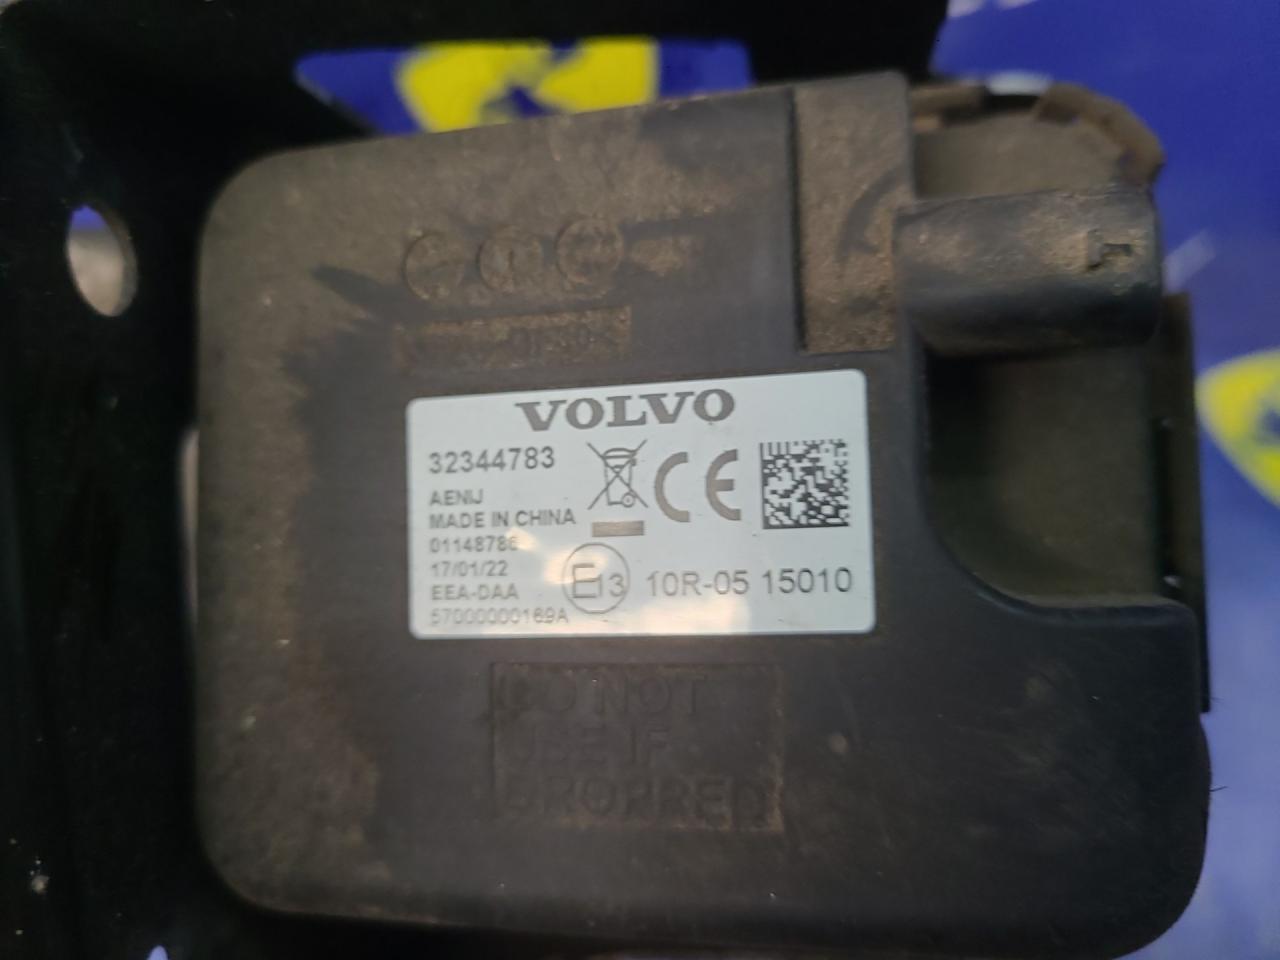 VOLVO
32344783
AENIJ
MADE IN CHINA
01148786
17/01/22
EEA-DAA
57000000169A
CE
E13
10R-05 15010
DO NOT
USE IF
DROPPED